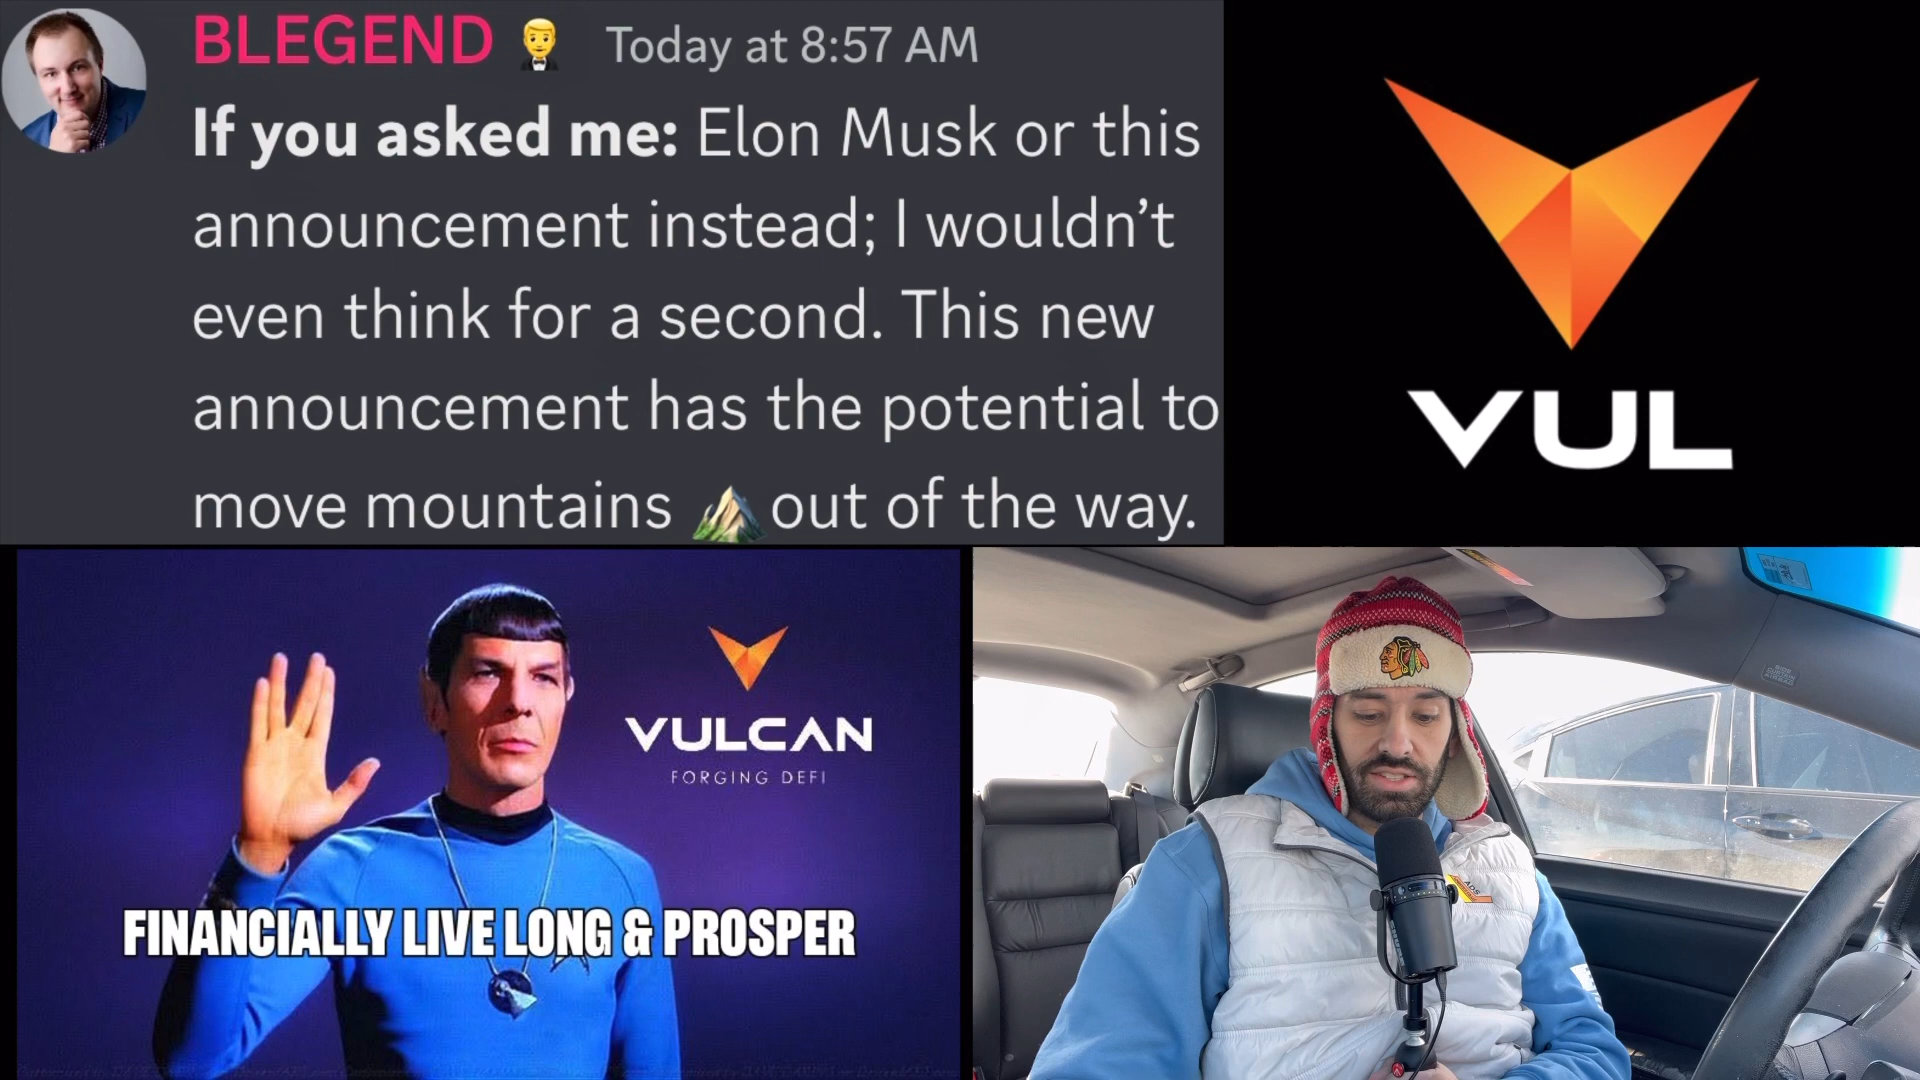 BLEGEND 🤵 Today at 8:57 AM
If you asked me: Elon Musk or this
announcement instead; I wouldn’t
even think for a second. This new
announcement has the potential to
move mountains ⛰️ out of the way.
VUL
VULCAN
FORGING DEFI
FINANCIALLY LIVE LONG & PROSPER
ADS